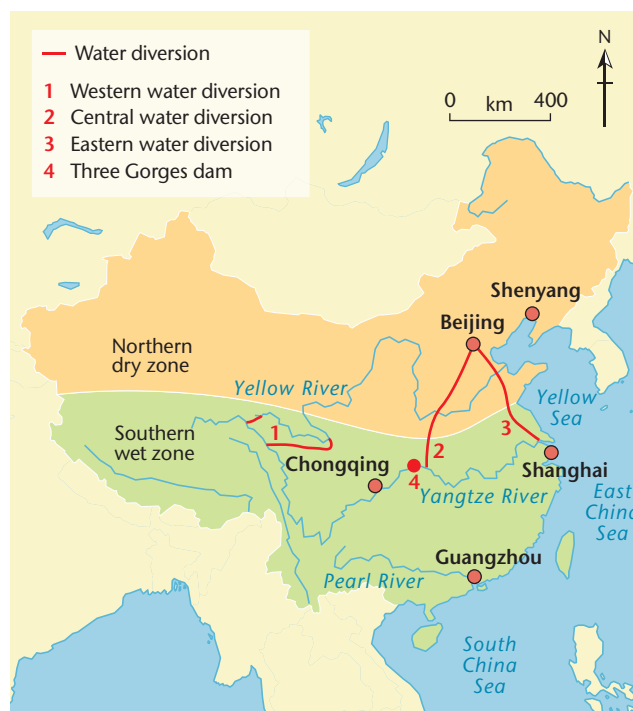 Water diversion
1 Western water diversion
2 Central water diversion
3 Eastern water diversion
4 Three Gorges dam
N
0 km 400
Shenyang
Beijing
Northern
dry zone
Yellow River
Yellow
Sea
Southern
wet zone
1
2
3
Chongqing
4
Shanghai
Yangtze River
East
China
Sea
Guangzhou
Pearl River
South
China
Sea